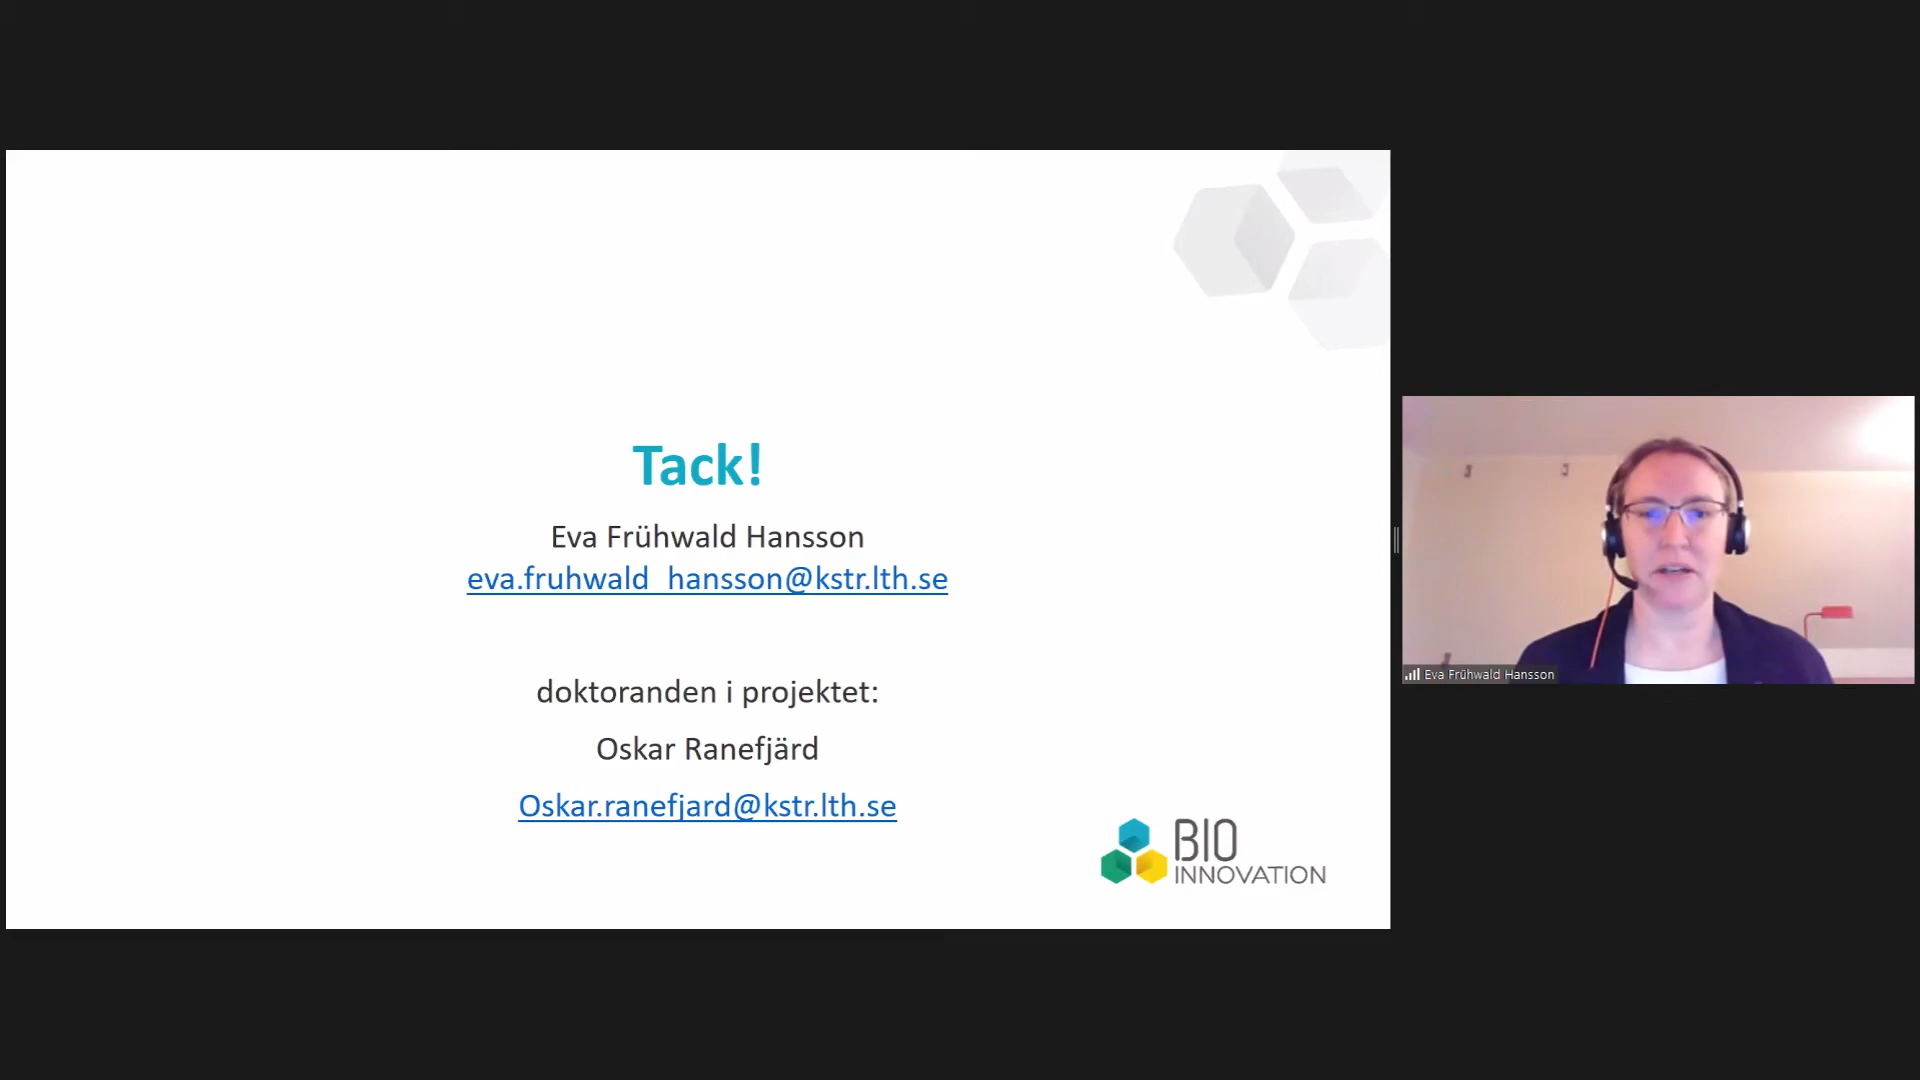 Tack!
Eva Frühwald Hansson
eva.fruhwald_hansson@kstr.lth.se
doktoranden i projektet:
Oskar Ranefjärd
Oskar.ranefjard@kstr.lth.se
BIO
INNOVATION
Eva Frühwald Hansson